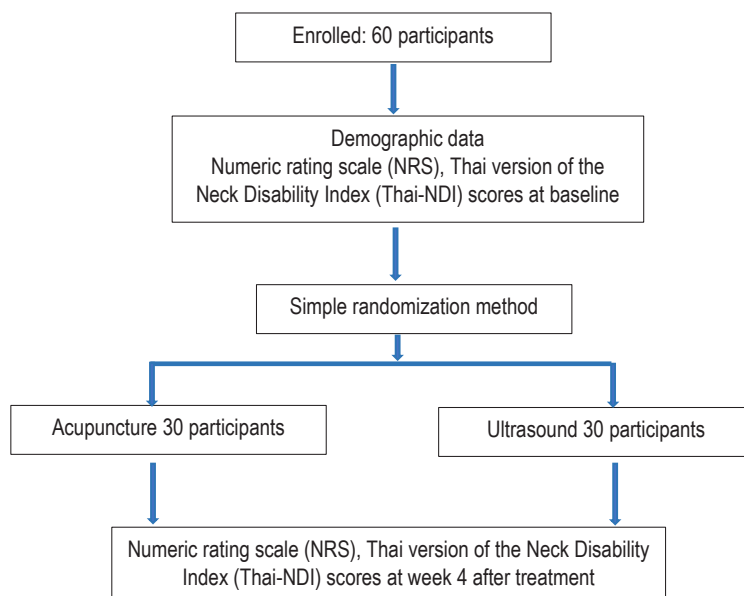 Enrolled: 60 participants
Demographic data
Numeric rating scale (NRS), Thai version of the
Neck Disability Index (Thai-NDI) scores at baseline
Simple randomization method
Acupuncture 30 participants
Ultrasound 30 participants
Numeric rating scale (NRS), Thai version of the Neck Disability
Index (Thai-NDI) scores at week 4 after treatment